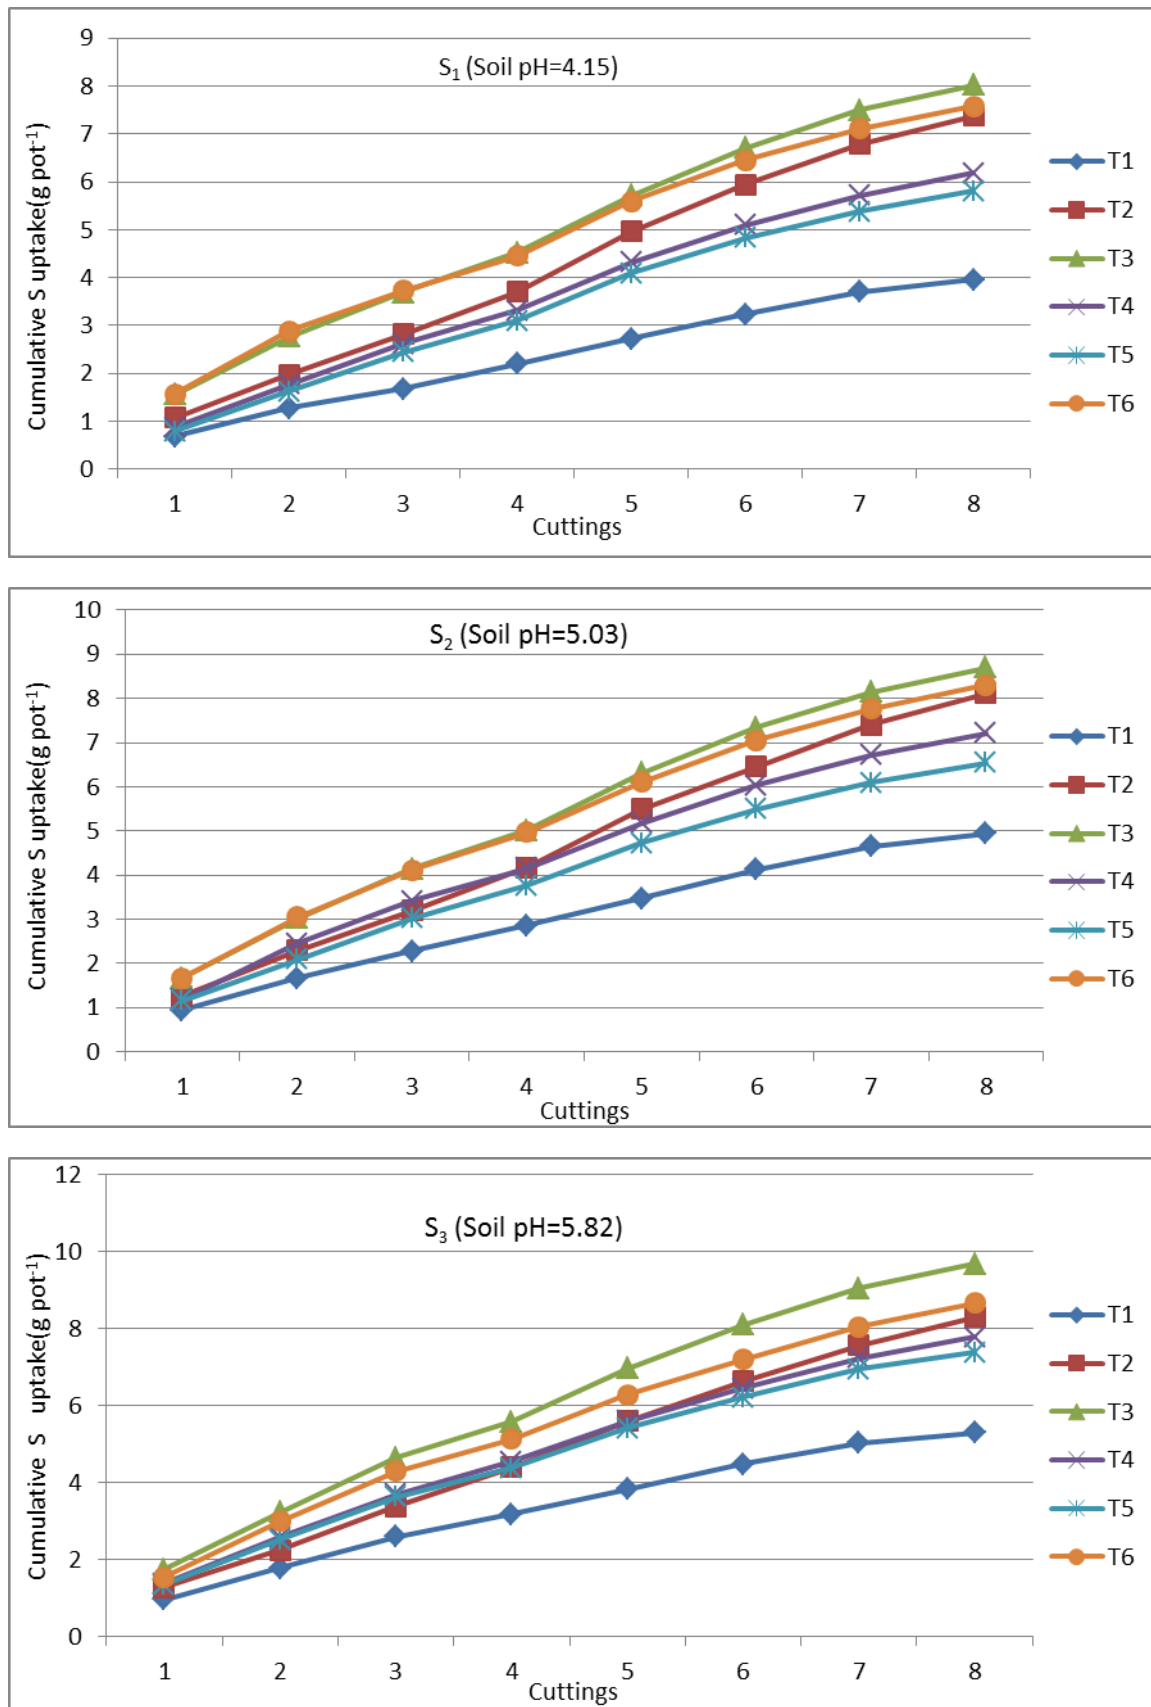 S₁ (Soil pH=4.15)
Cumulative S uptake(g pot⁻¹)
9
8
7
6
5
4
3
2
1
0
1 2 3 4 5 6 7 8
Cuttings
T1
T2
T3
T4
T5
T6
S₂ (Soil pH=5.03)
Cumulative S uptake(g pot⁻¹)
10
9
8
7
6
5
4
3
2
1
0
1 2 3 4 5 6 7 8
Cuttings
T1
T2
T3
T4
T5
T6
S₃ (Soil pH=5.82)
Cumulative S uptake(g pot⁻¹)
12
10
8
6
4
2
0
1 2 3 4 5 6 7 8
Cuttings
T1
T2
T3
T4
T5
T6